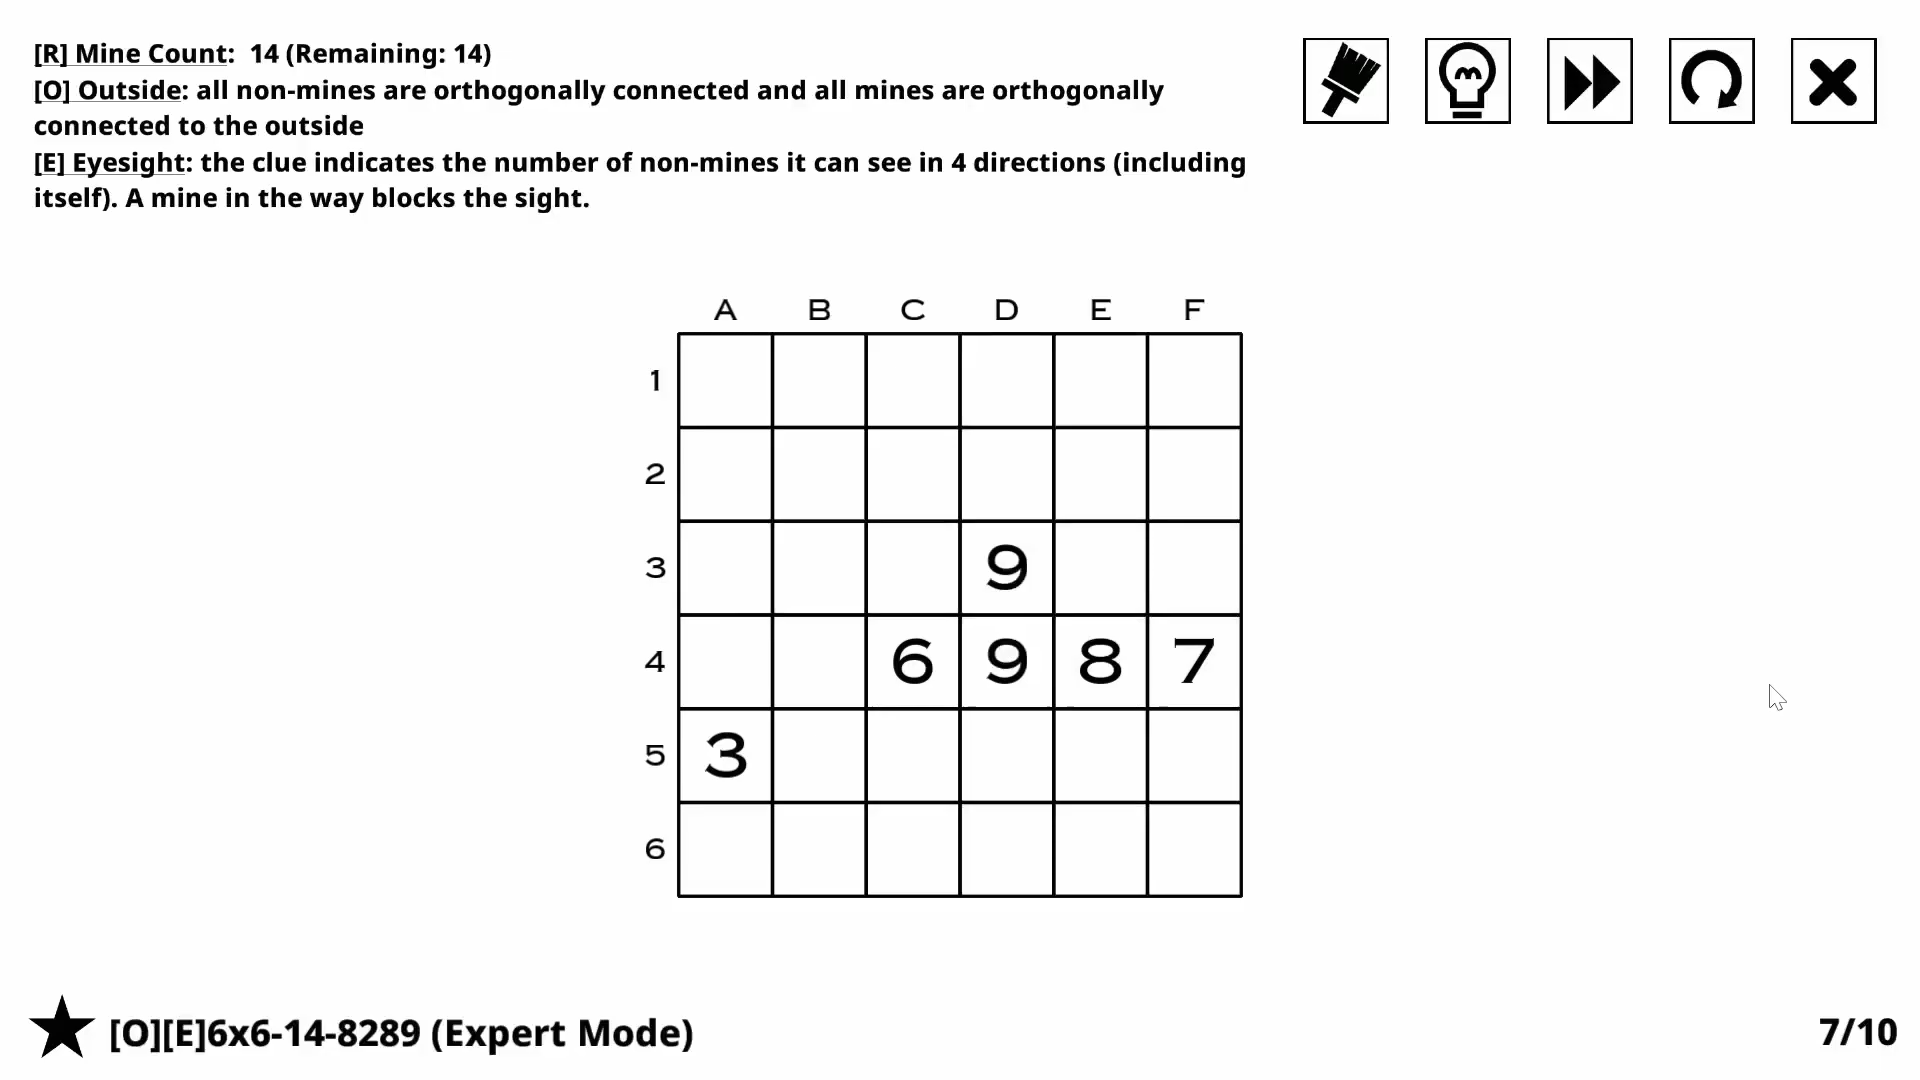 [R] Mine Count: 14 (Remaining: 14)
[O] Outside: all non-mines are orthogonally connected and all mines are orthogonally
connected to the outside
[E] Eyesight: the clue indicates the number of non-mines it can see in 4 directions (including
itself). A mine in the way blocks the sight.
A B C D E F
1
2
3 9
4 6 9 8 7
5 3
6
[O][E]6x6-14-8289 (Expert Mode)
7/10